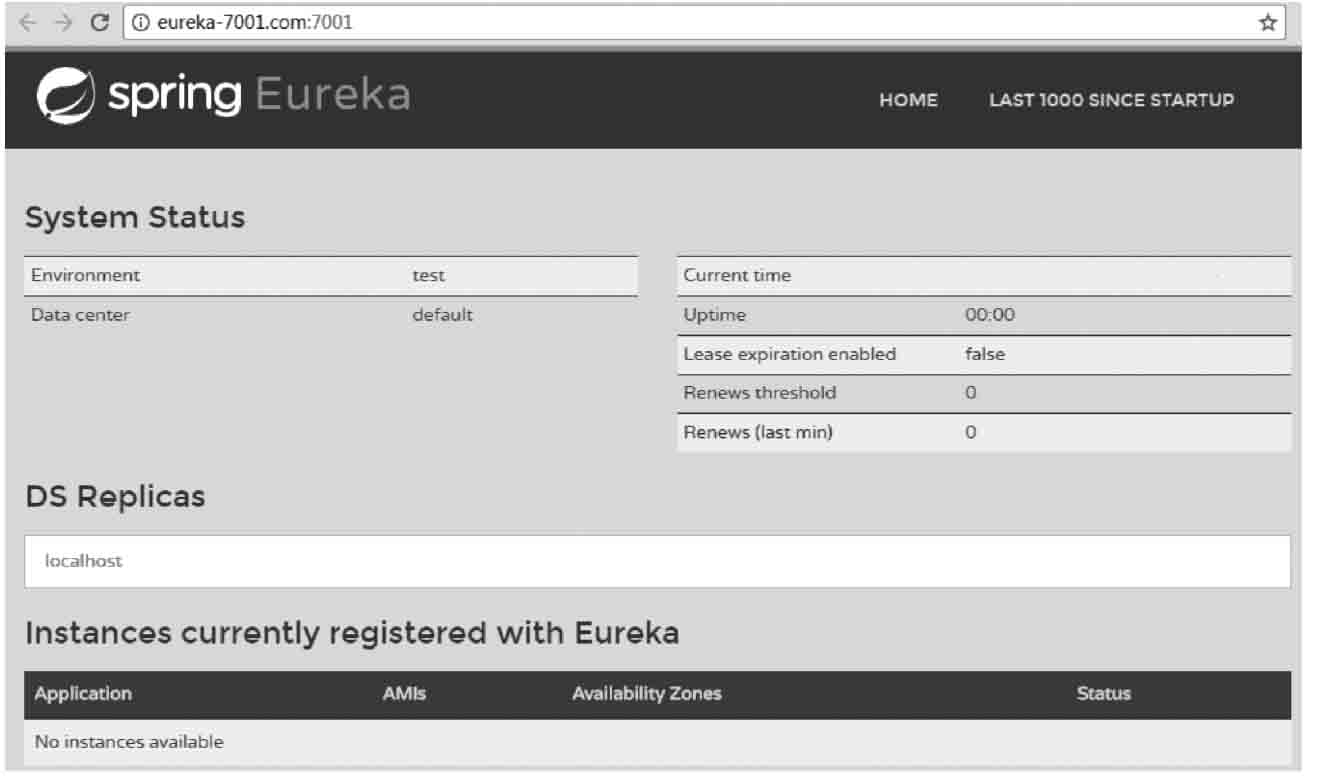 eureka-7001.com:7001
spring Eureka
HOME LAST 1000 SINCE STARTUP
System Status
Environment test
Data center default
Current time
Uptime 00:00
Lease expiration enabled false
Renews threshold 0
Renews (last min) 0
DS Replicas
localhost
Instances currently registered with Eureka
Application AMIs Availability Zones Status
No instances available